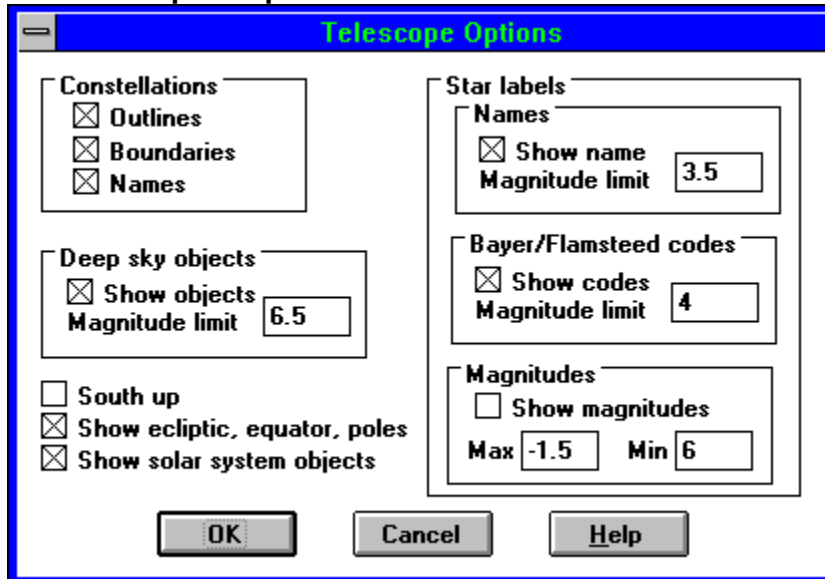 Telescope Options
Constellations
Outlines
Boundaries
Names
Deep sky objects
Show objects
Magnitude limit 6.5
South up
Show ecliptic, equator, poles
Show solar system objects
Star labels
Names
Show name
Magnitude limit 3.5
Bayer/Flamsteed codes
Show codes
Magnitude limit 4
Magnitudes
Show magnitudes
Max -1.5 Min 6
OK Cancel Help